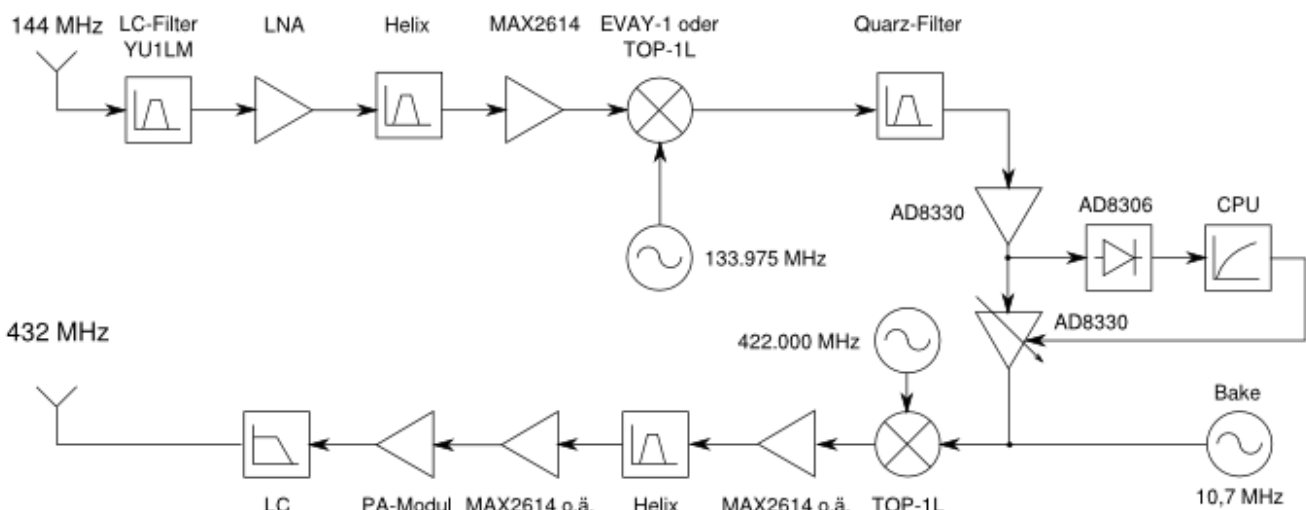 144 MHz
LC-Filter
YU1LM
LNA
Helix
MAX2614
EVAY-1 oder
TOP-1L
Quarz-Filter
133.975 MHz
AD8330
AD8306
CPU
AD8330
422.000 MHz
432 MHz
Bake
10,7 MHz
LC
PA-Modul
MAX2614 o.ä.
Helix
MAX2614 o.ä.
TOP-1L